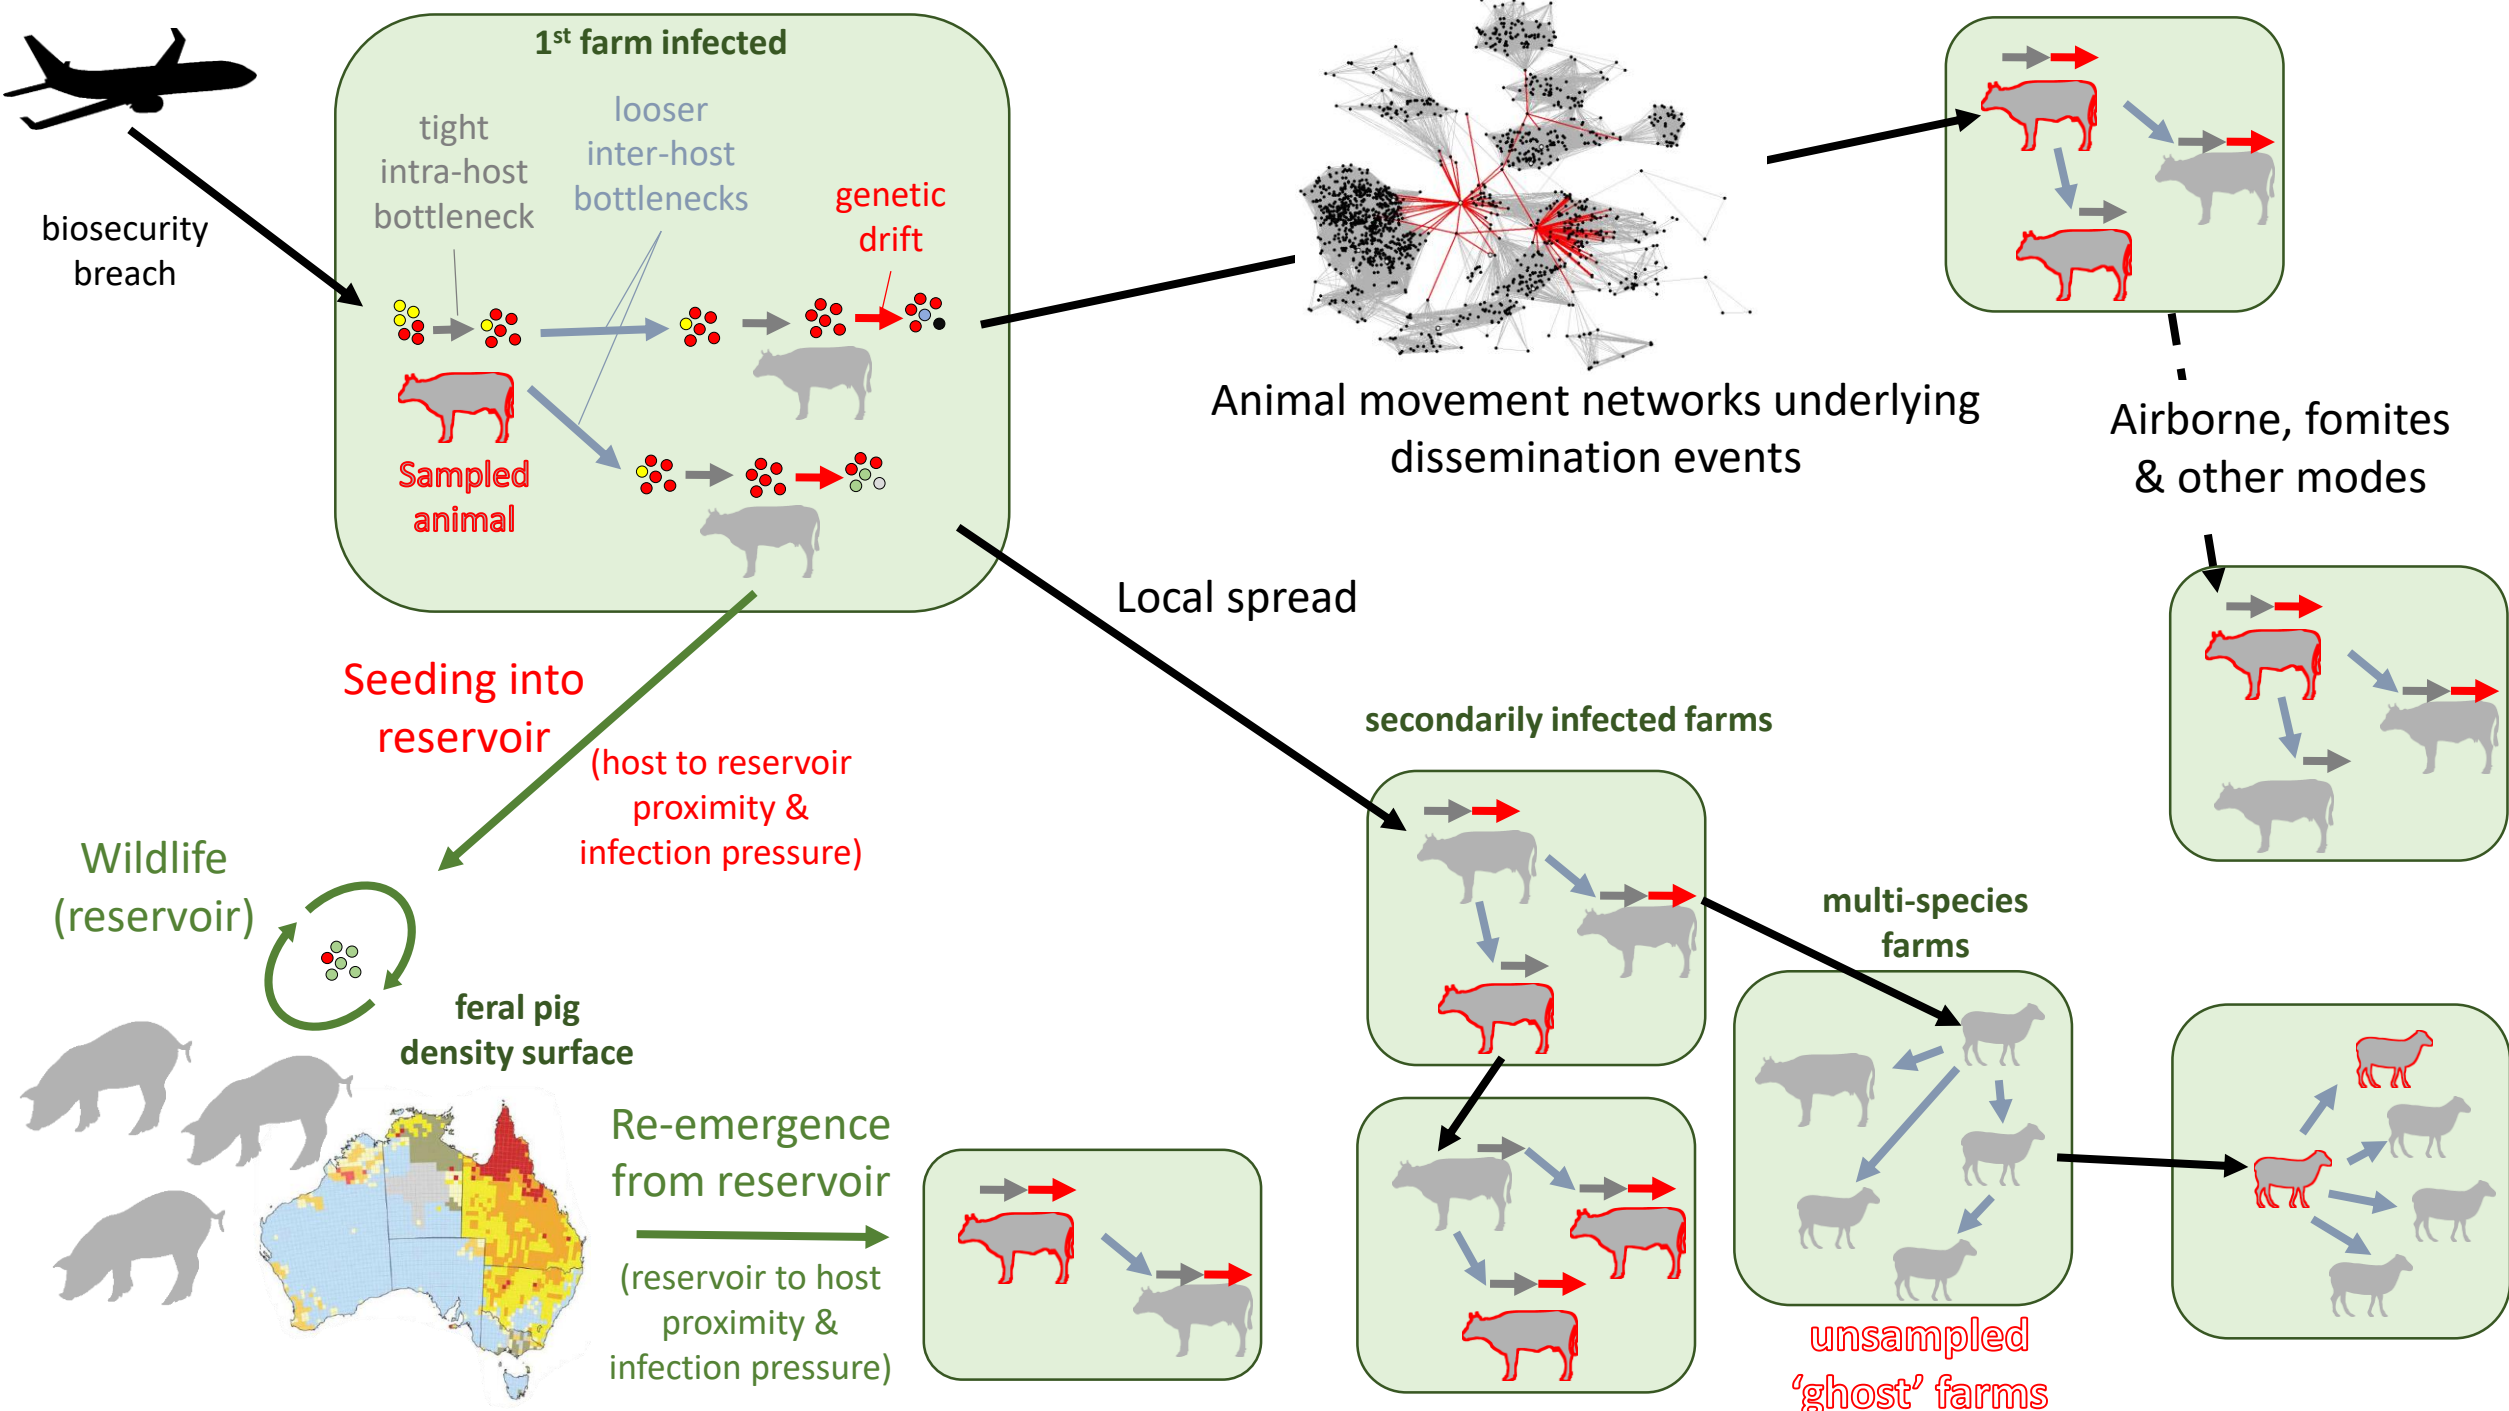 1st farm infected
biosecurity
breach
tight
intra-host
bottleneck
looser
inter-host
bottlenecks
genetic
drift
Sampled
animal
Animal movement networks underlying
dissemination events
Airborne, fomites
& other modes
Local spread
Seeding into
reservoir
(host to reservoir
proximity &
infection pressure)
secondarily infected farms
multi-species
farms
Wildlife
(reservoir)
feral pig
density surface
Re-emergence
from reservoir
(reservoir to host
proximity &
infection pressure)
unsampled
‘ghost’ farms